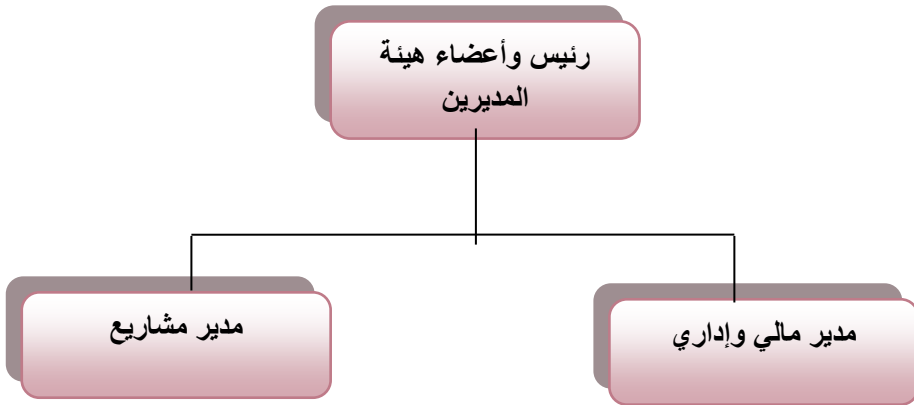 رئيس وأعضاء هيئة
المديرين
مدير مالي وإداري
مدير مشاريع